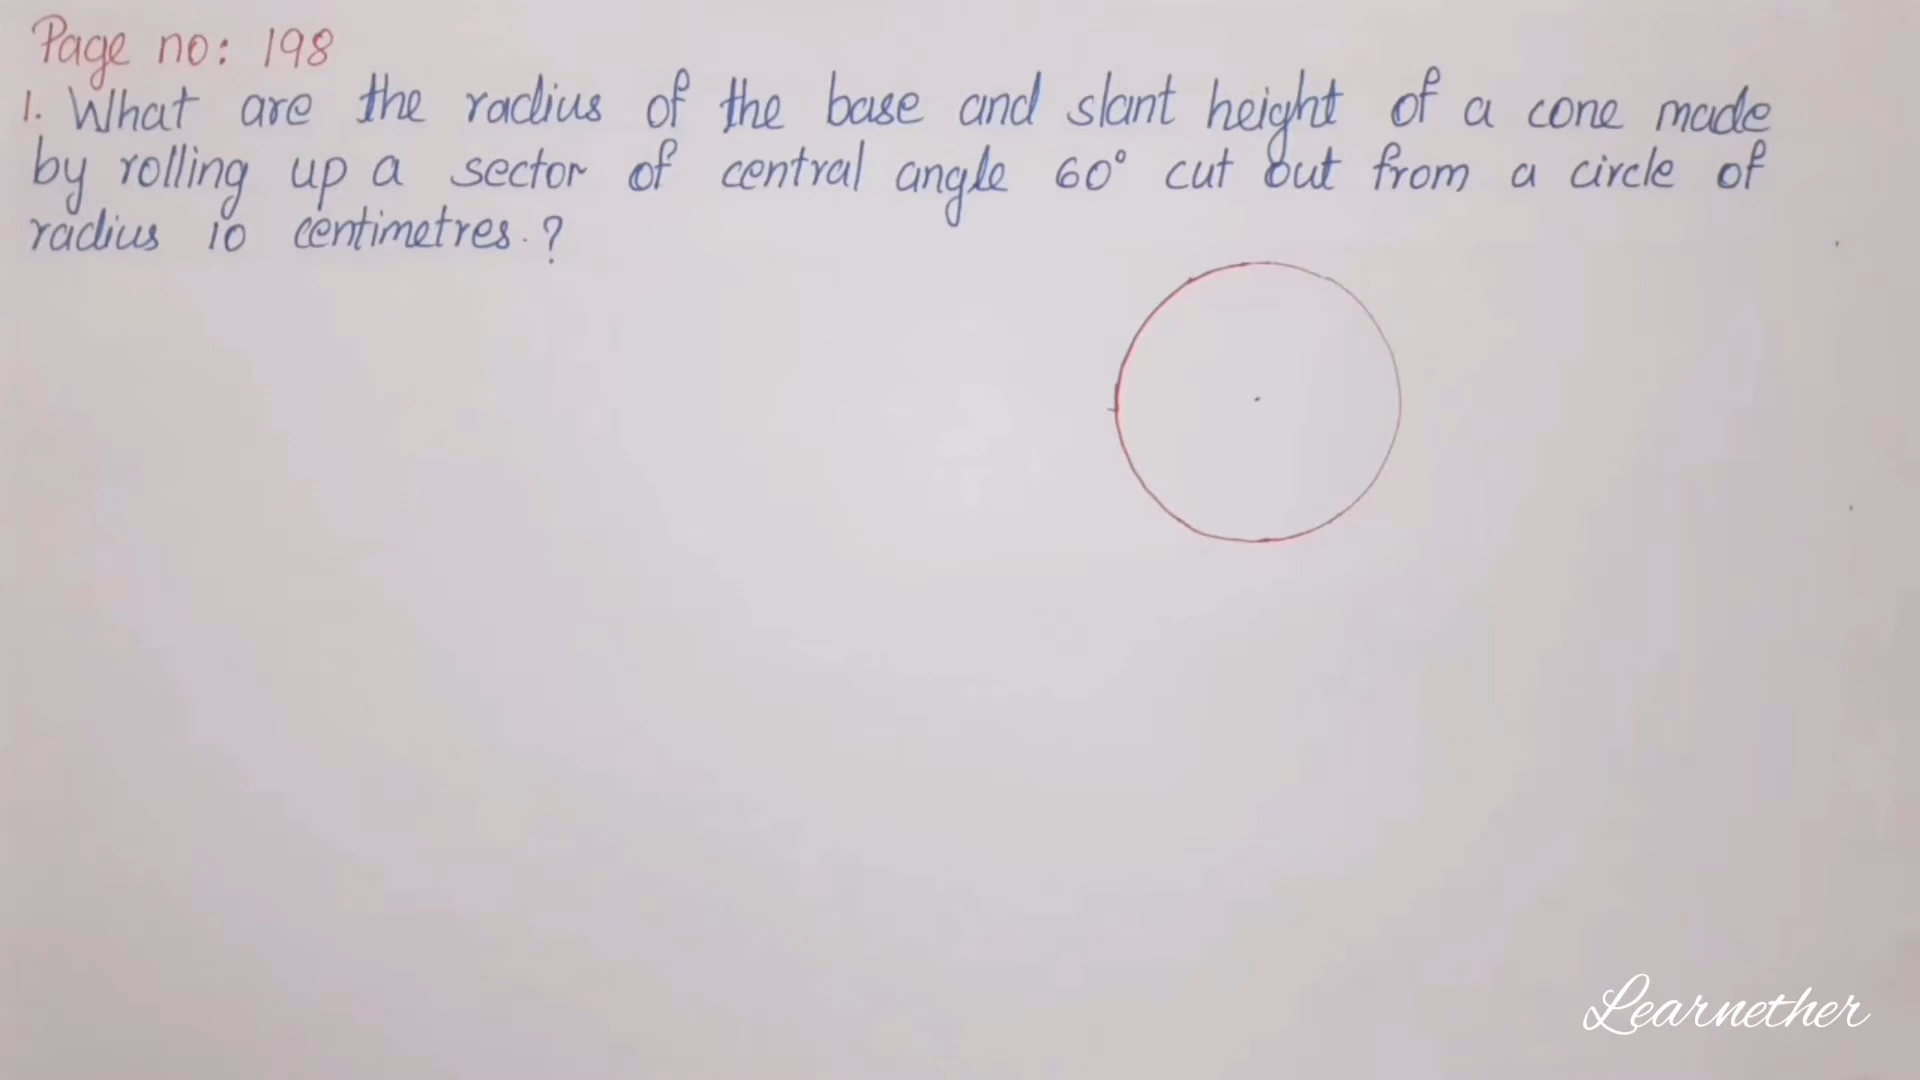 Page no: 198
1. What are the radius of the base and slant height of a cone made
by rolling up a sector of central angle 60° cut out from a circle of
radius 10 centimetres.?
Learnether